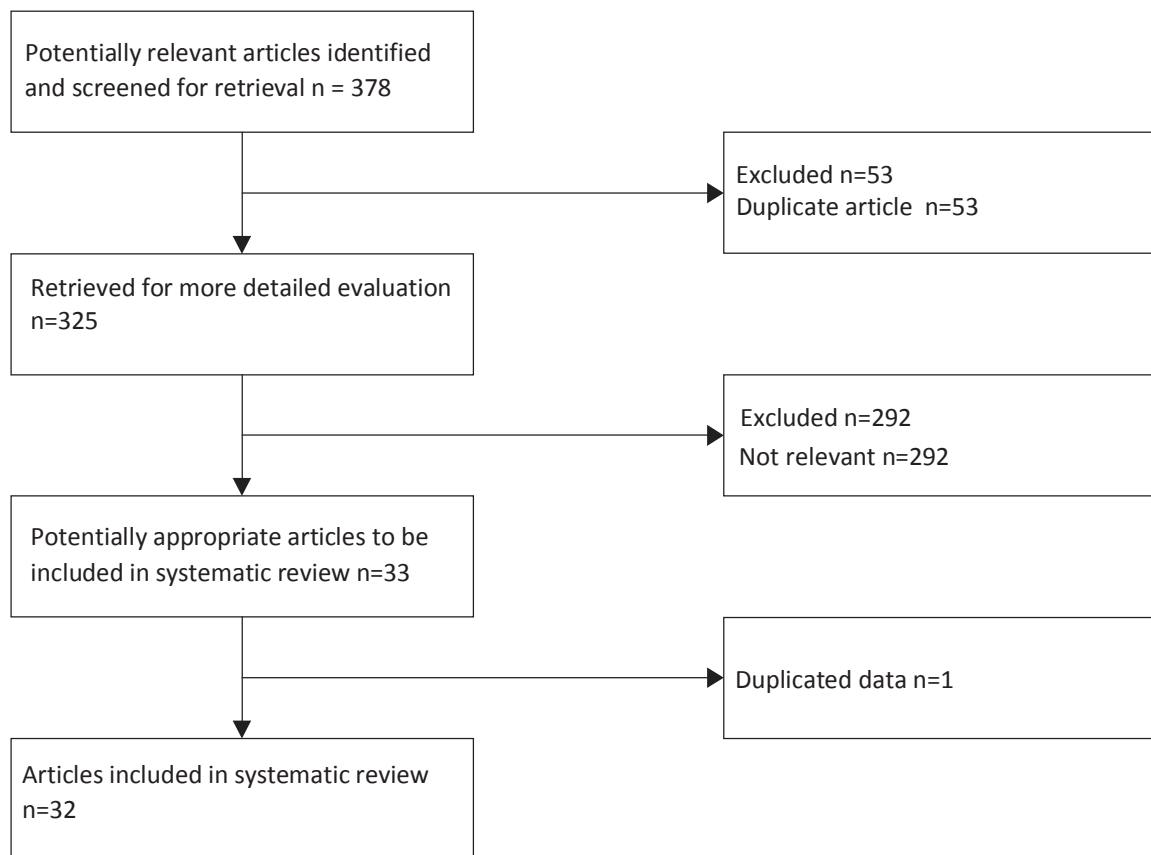 Potentially relevant articles identified
and screened for retrieval n = 378
Excluded n=53
Duplicate article n=53
Retrieved for more detailed evaluation
n=325
Excluded n=292
Not relevant n=292
Potentially appropriate articles to be
included in systematic review n=33
Duplicated data n=1
Articles included in systematic review
n=32